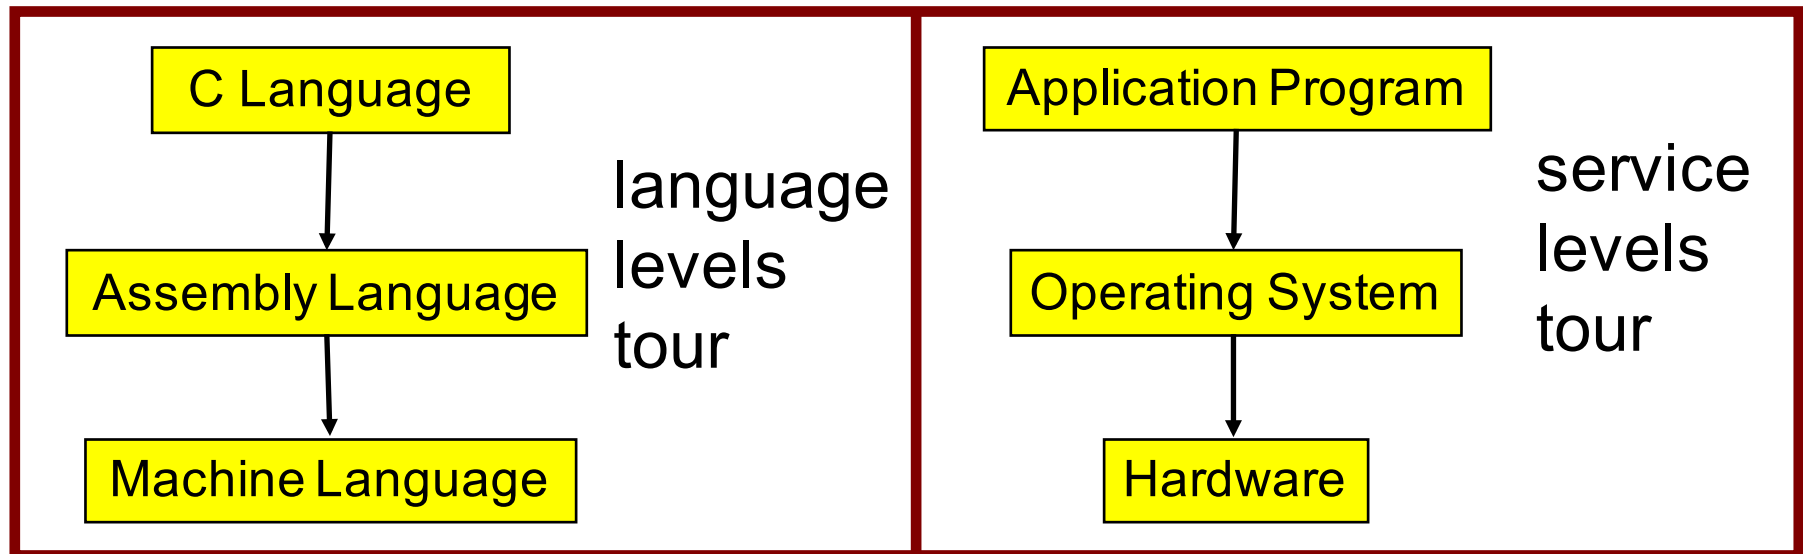 C Language
Assembly Language
Machine Language
language
levels
tour
Application Program
Operating System
Hardware
service
levels
tour